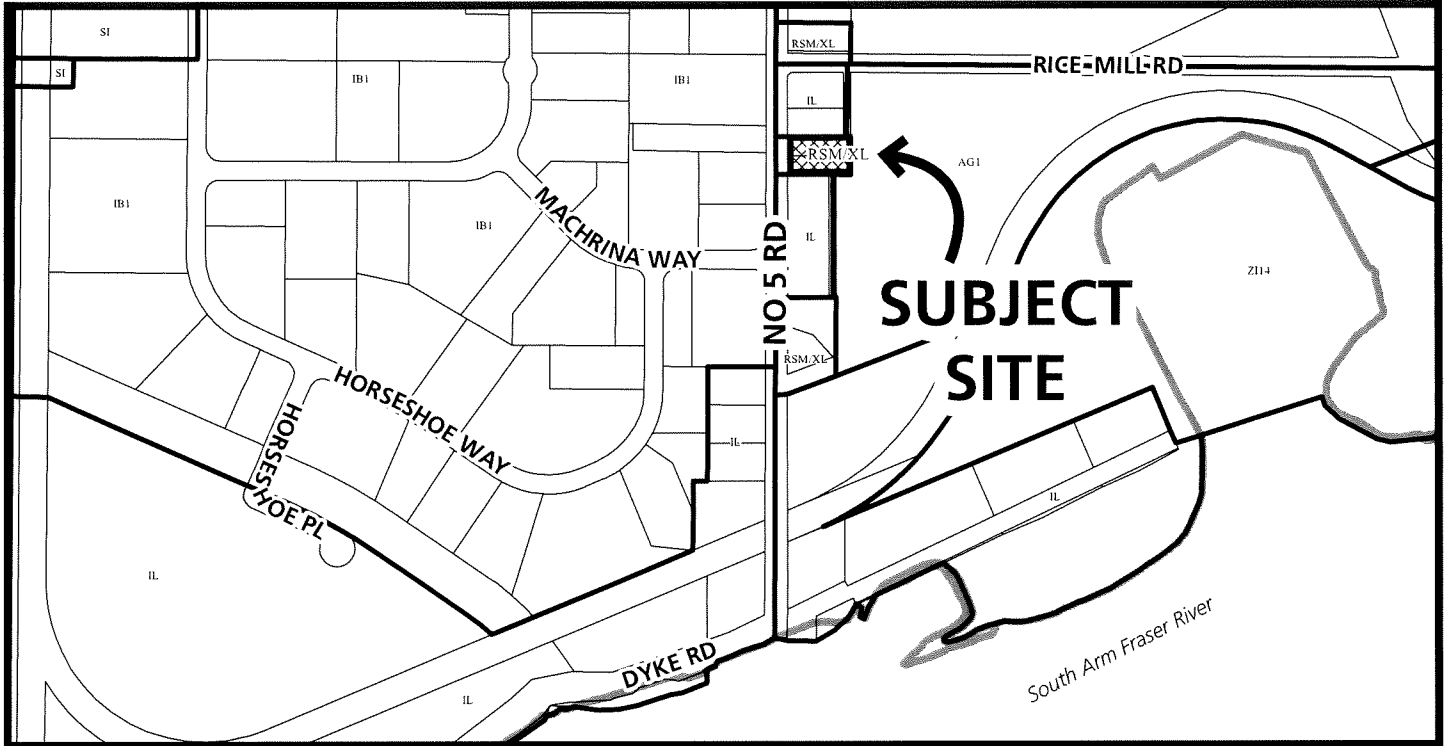 SI
RSM/XL
RICE MILL RD
SI
IB1
IB1
IL
RSM/XL
AG1
IB1
IB1
MACHRINA WAY
NO 5 RD
IL
ZI14
SUBJECT
SITE
RSM/XL
HORSESHOE WAY
HORSESHOE PL
IL
IL
IL
DYKE RD
IL
South Arm Fraser River